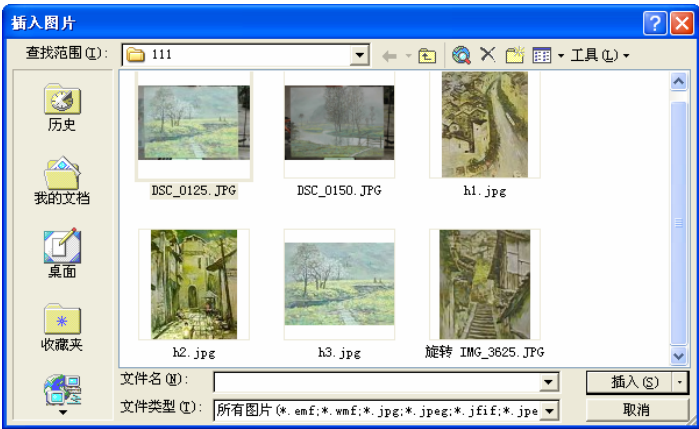 插入图片
查找范围(I):
111
工具(L)
历史
我的文档
桌面
收藏夹
DSC_0125.JPG
DSC_0150.JPG
h1.jpg
h2.jpg
h3.jpg
旋转 IMG_3625.JPG
文件名(N):
插入(S)
文件类型(T):
所有图片(*.emf;*.wmf;*.jpg;*.jpeg;*.jfif;*.jpe
取消